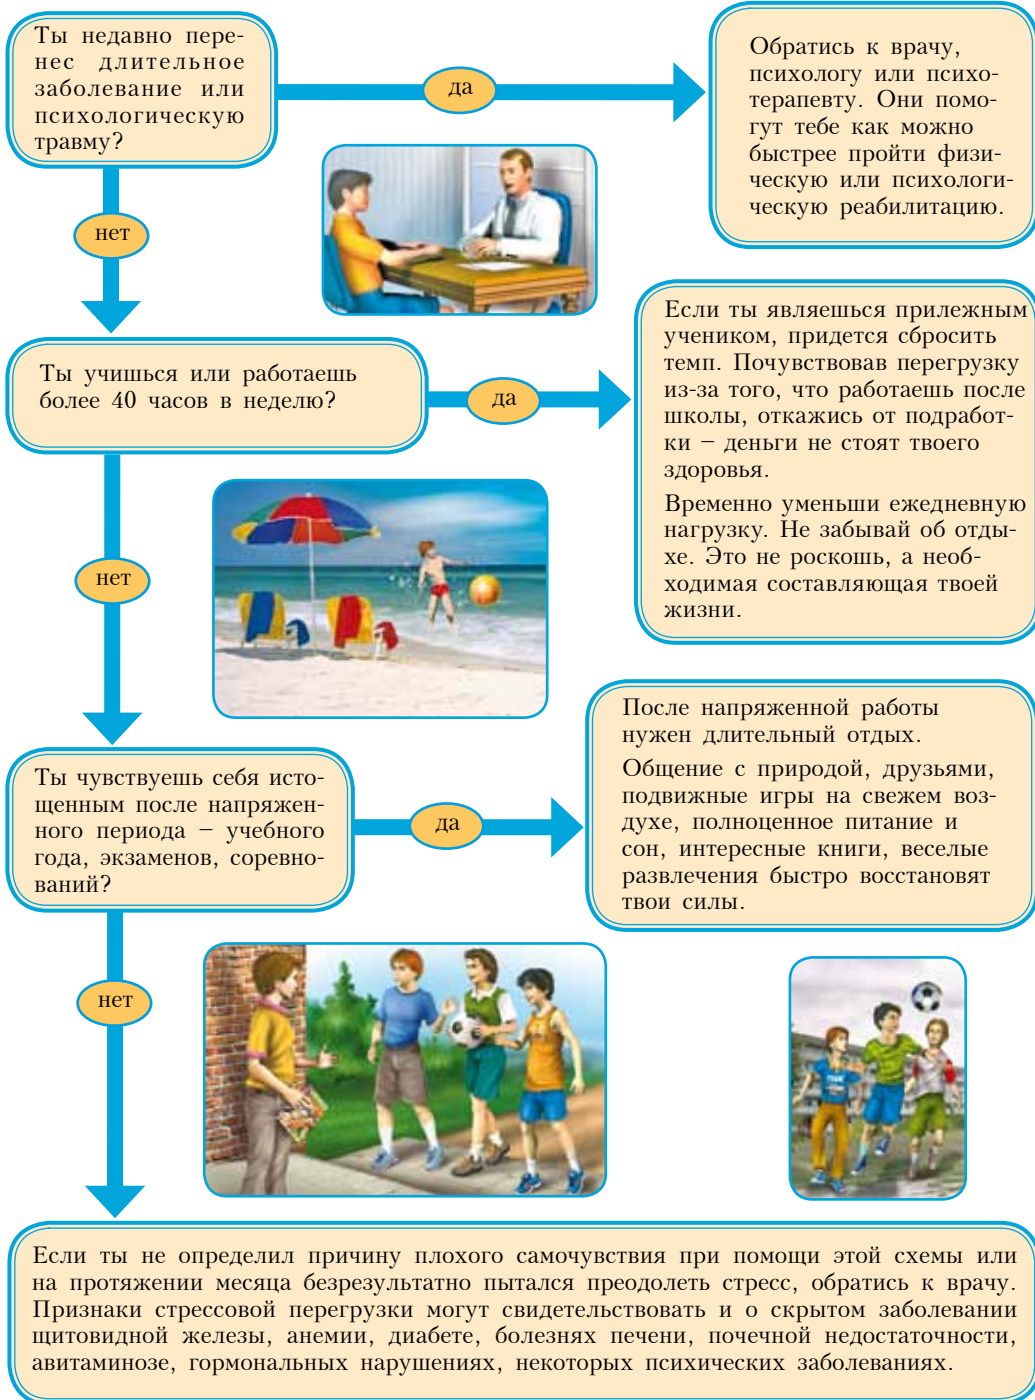 Ты недавно пере-
нес длительное
заболевание или
психологическую
травму?
да
Обратись к врачу,
психологу или психо-
терапевту. Они помо-
гут тебе как можно
быстрее пройти физи-
ческую или психологи-
ческую реабилитацию.
нет
Ты учишься или работаешь
более 40 часов в неделю?
да
Если ты являешься прилежным
учеником, придется сбросить
темп. Почувствовав перегрузку
из-за того, что работаешь после
школы, откажись от подработ-
ки – деньги не стоят твоего
здоровья.
Временно уменьши ежедневную
нагрузку. Не забывай об отды-
хе. Это не роскошь, а необ-
ходимая составляющая твоей
жизни.
нет
Ты чувствуешь себя исто-
щенным после напряжен-
ного периода – учебного
года, экзаменов, соревно-
ваний?
да
После напряженной работы
нужен длительный отдых.
Общение с природой, друзьями,
подвижные игры на свежем воз-
духе, полноценное питание и
сон, интересные книги, веселые
развлечения быстро восстановят
твои силы.
нет
Если ты не определил причину плохого самочувствия при помощи этой схемы или
на протяжении месяца безрезультатно пытался преодолеть стресс, обратись к врачу.
Признаки стрессовой перегрузки могут свидетельствовать и о скрытом заболевании
щитовидной железы, анемии, диабете, болезнях печени, почечной недостаточности,
авитаминозе, гормональных нарушениях, некоторых психических заболеваниях.